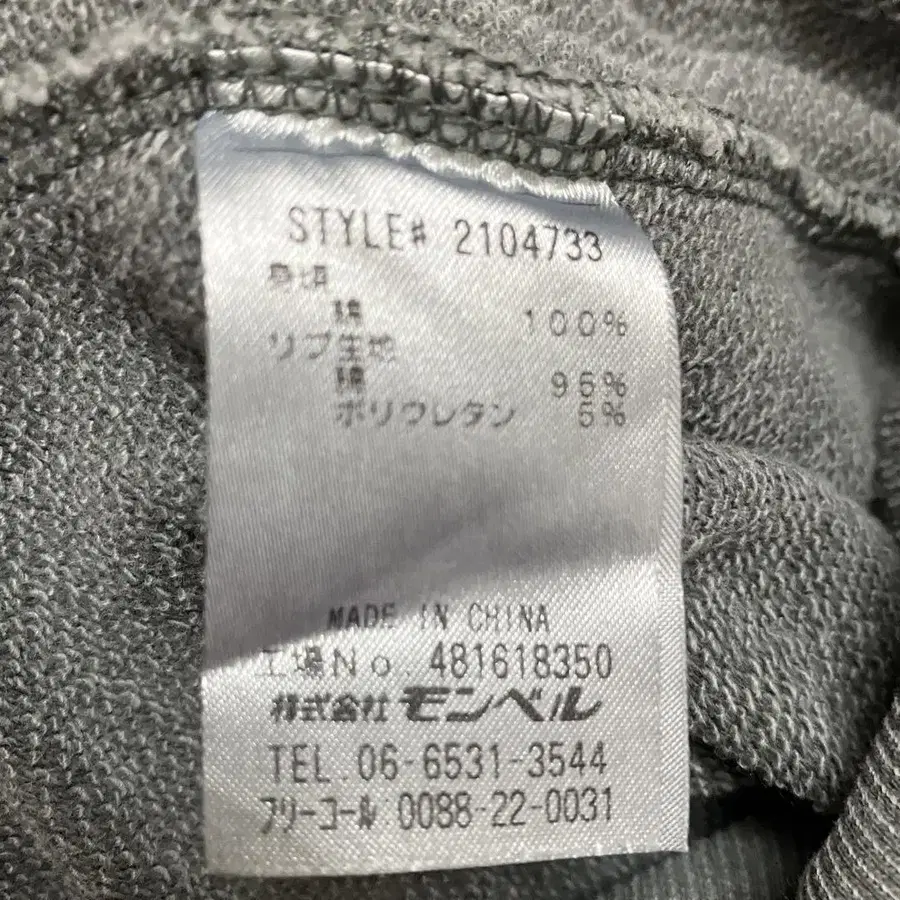 STYLE# 2104733
身頃
綿 100%
リブ生地
綿 95%
ポリウレタン 5%
MADE IN CHINA
工場No. 481618350
株式会社モンベル
TEL.06-6531-3544
フリーコール 0088-22-0031